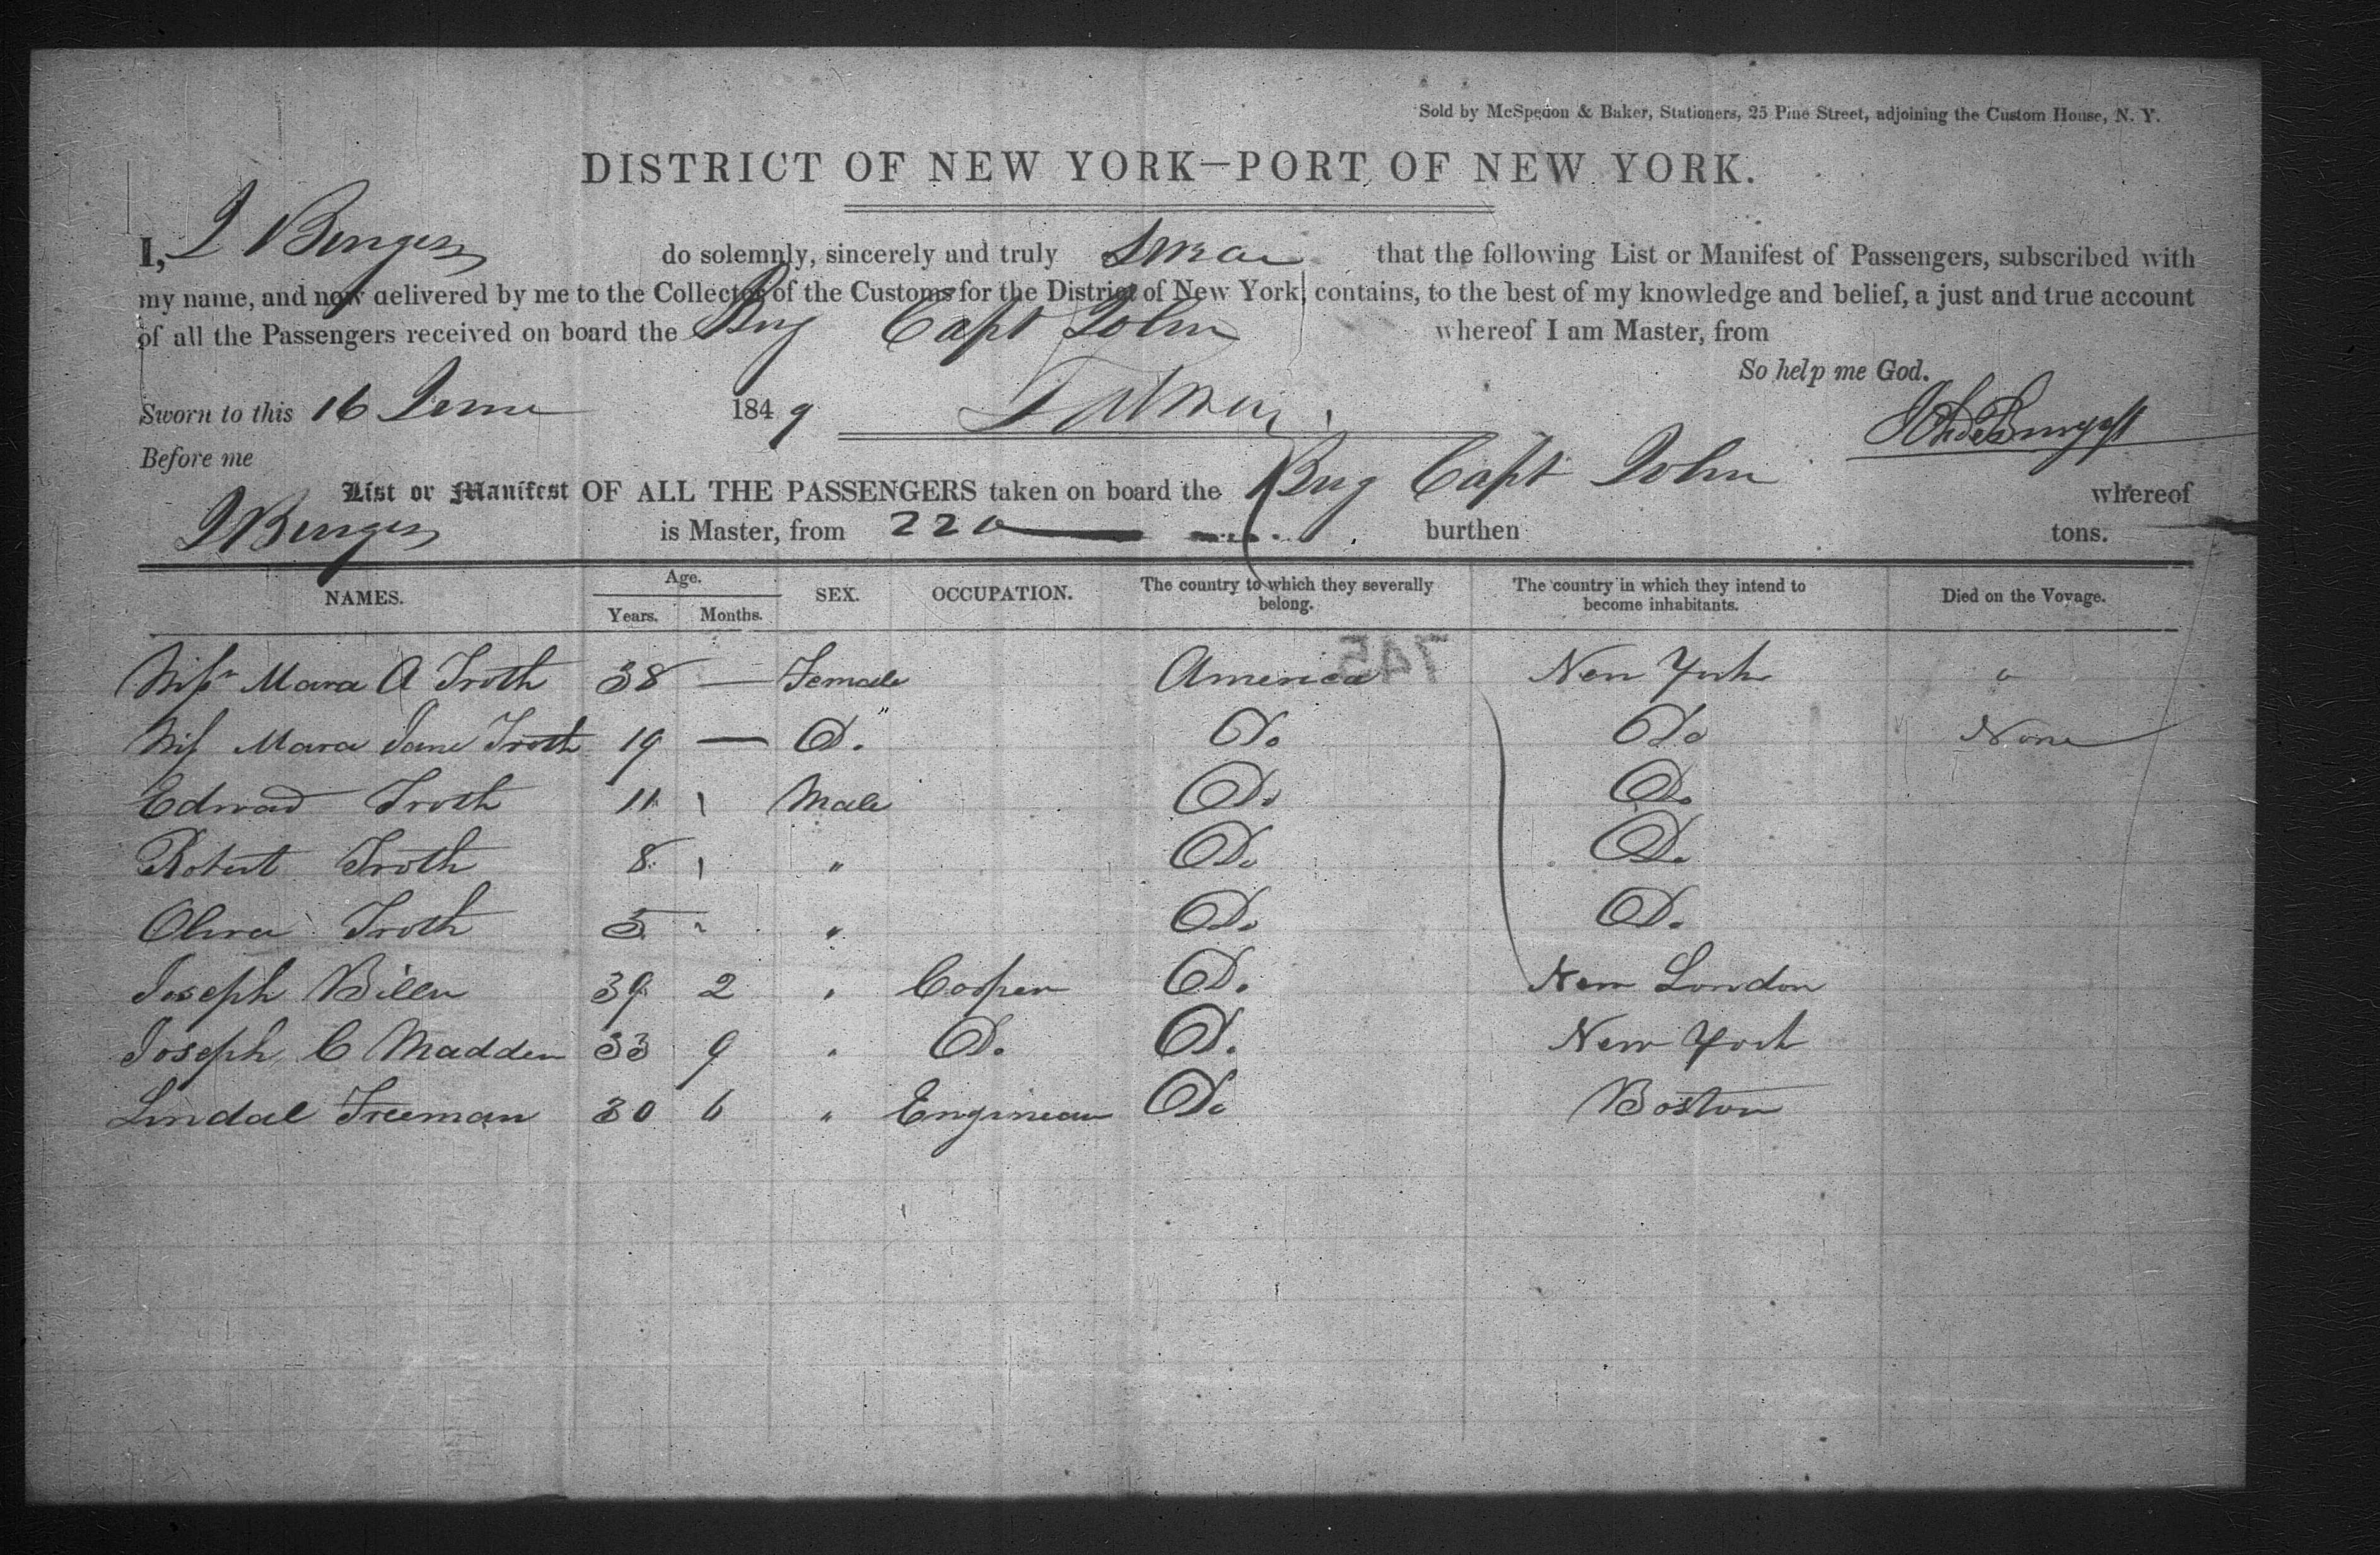 Sold by McSpedon & Baker, Stationers, 25 Pine Street, adjoining the Custom House, N. Y.
DISTRICT OF NEW YORK—PORT OF NEW YORK.
I, do solemnly, sincerely and truly that the following List or Manifest of Passengers, subscribed with
my name, and now delivered by me to the Collector of the Customs for the District of New York, contains, to the best of my knowledge and belief, a just and true account
of all the Passengers received on board the Brig Capt John whereof I am Master, from
So help me God.
Sworn to this 16 June 1849
Before me
List or Manifest OF ALL THE PASSENGERS taken on board the Brig Capt John whereof
is Master, from 220 burthen tons.
NAMES. Age. Years. Months. SEX. OCCUPATION. The country to which they severally belong. The country in which they intend to become inhabitants. Died on the Voyage.
745
Mara A Troth 38 — Female America New York
Mara Jane Troth 19 — D. Do Do None
Edward Troth 11 Male Do Do
Robert Troth 8 " Do Do
Troth 5 " Do Do
Joseph 39 2 " Cooper Do New London
Joseph C Madden 33 9 " Do Do New York
Lindal Freeman 30 6 " Engineer Do Boston